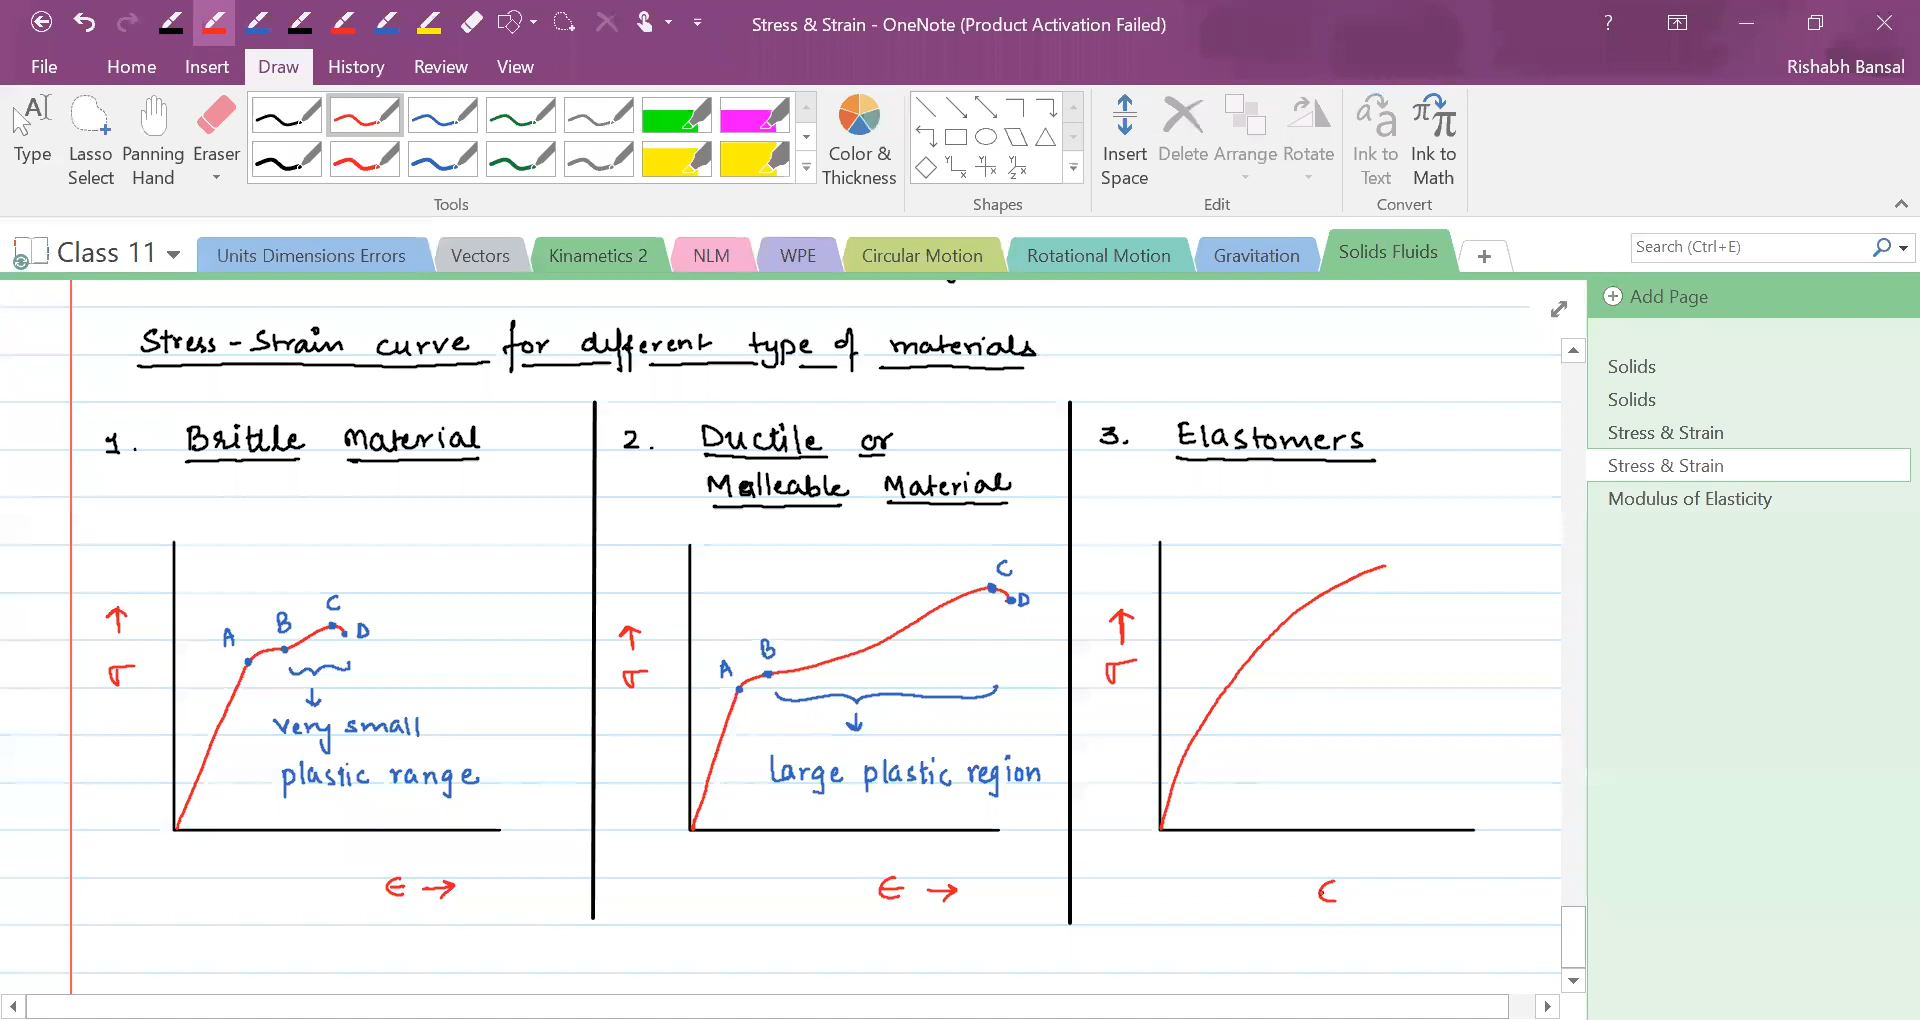 Stress & Strain - OneNote (Product Activation Failed)
?
File Home Insert Draw History Review View
Rishabh Bansal
Type
Lasso Select
Panning Hand
Eraser
Color & Thickness
Insert Space
Delete
Arrange
Rotate
Ink to Text
Ink to Math
Tools
Shapes
Edit
Convert
Class 11
Units Dimensions Errors
Vectors
Kinametics 2
NLM
WPE
Circular Motion
Rotational Motion
Gravitation
Solids Fluids
+
Search (Ctrl+E)
Add Page
Solids
Solids
Stress & Strain
Stress & Strain
Modulus of Elasticity
Stress - Strain curve for different type of materials
1. Brittle Material
↑
σ
A B C D
↓
very small
plastic range
∈ →
2. Ductile or
Malleable Material
↑
σ
A B C D
↓
large plastic region
∈ →
3. Elastomers
↑
σ